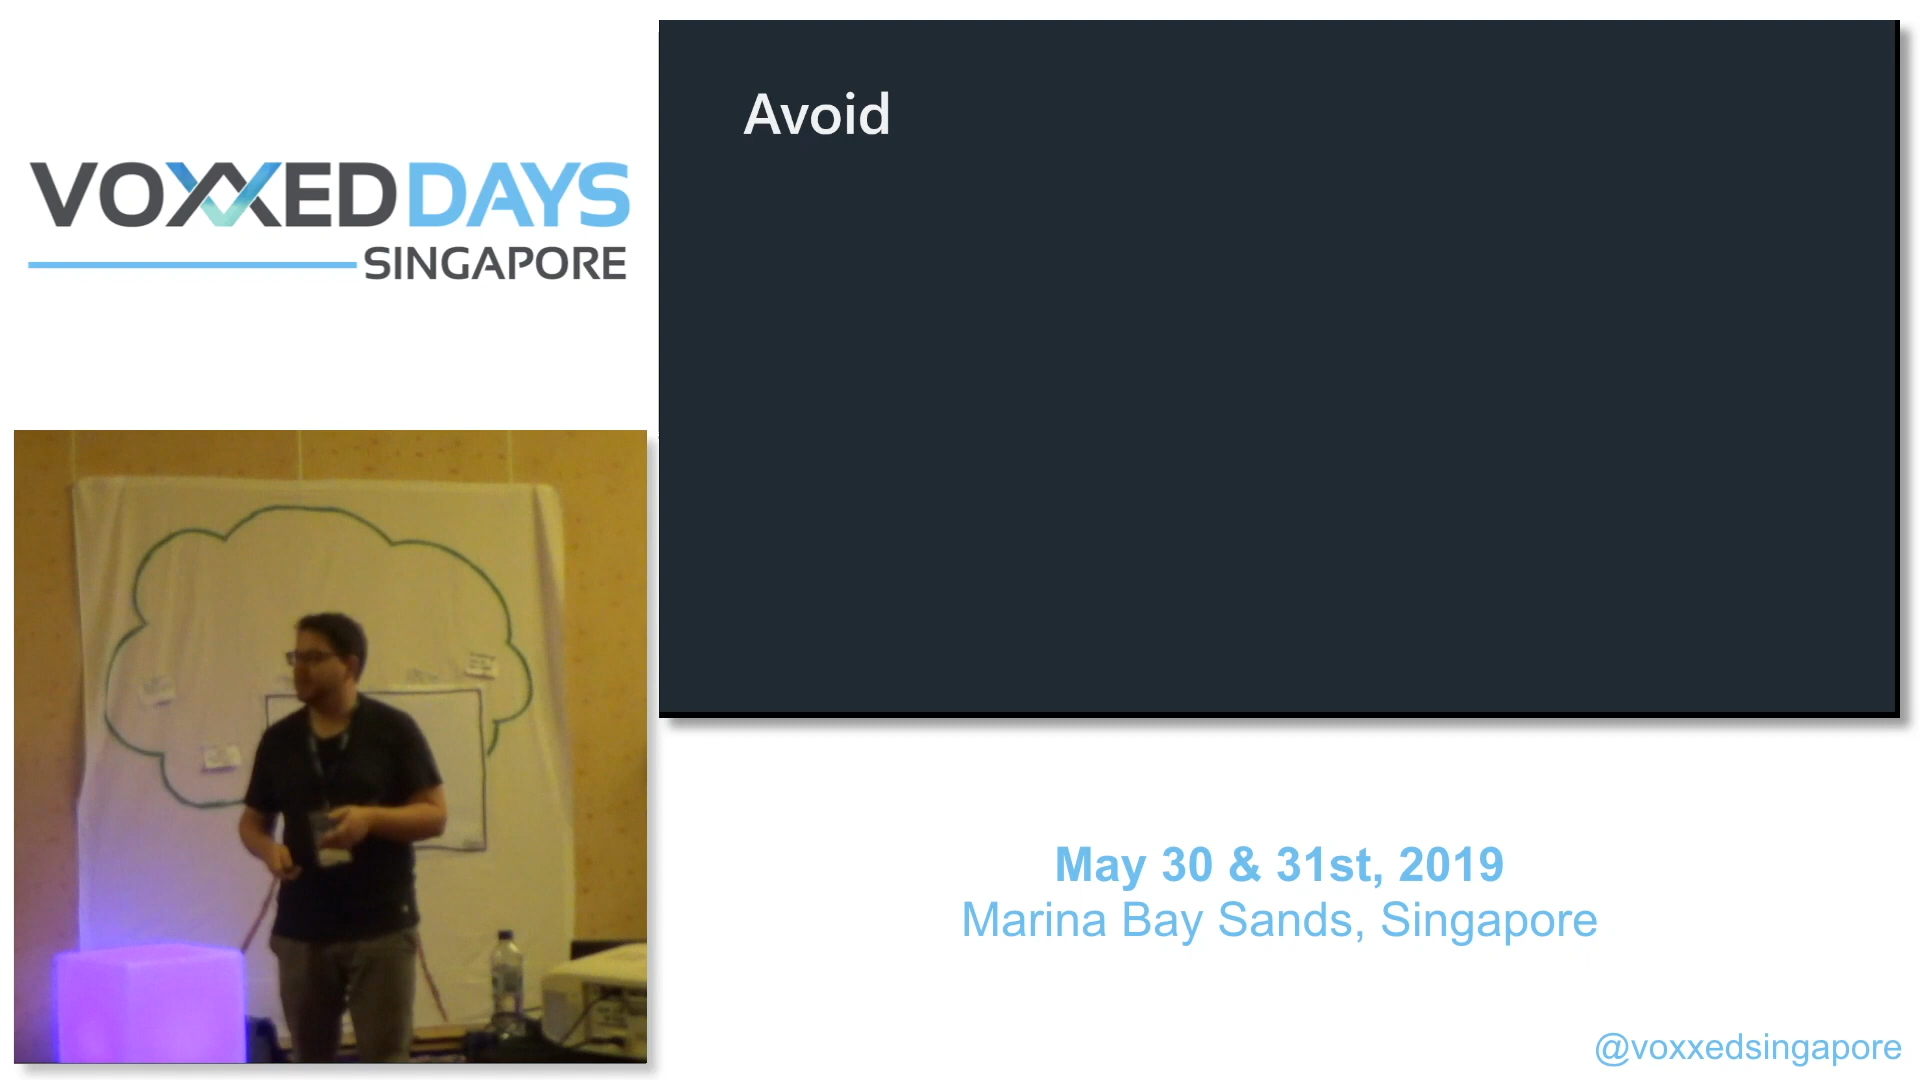 VOXXED DAYS
SINGAPORE
Avoid
May 30 & 31st, 2019
Marina Bay Sands, Singapore
@voxxedsingapore